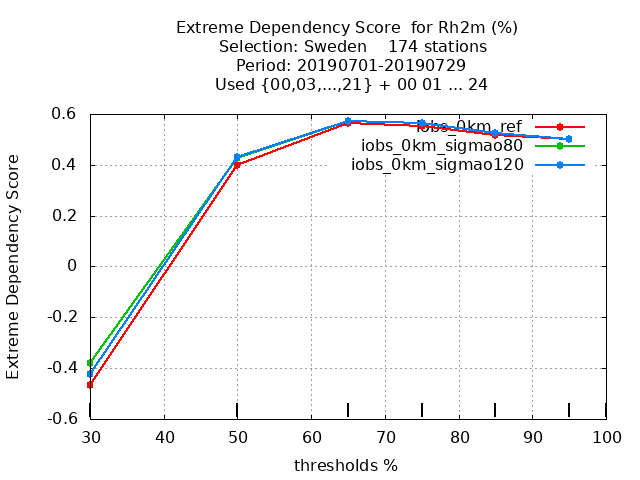 Extreme Dependency Score  for Rh2m (%)
Selection: Sweden    174 stations
Period: 20190701-20190729
Used {00,03,...,21} + 00 01 ... 24
iobs_0km_ref
iobs_0km_sigmao80
iobs_0km_sigmao120
Extreme Dependency Score
0.6
0.4
0.2
0
-0.2
-0.4
-0.6
30 40 50 60 70 80 90 100
thresholds %